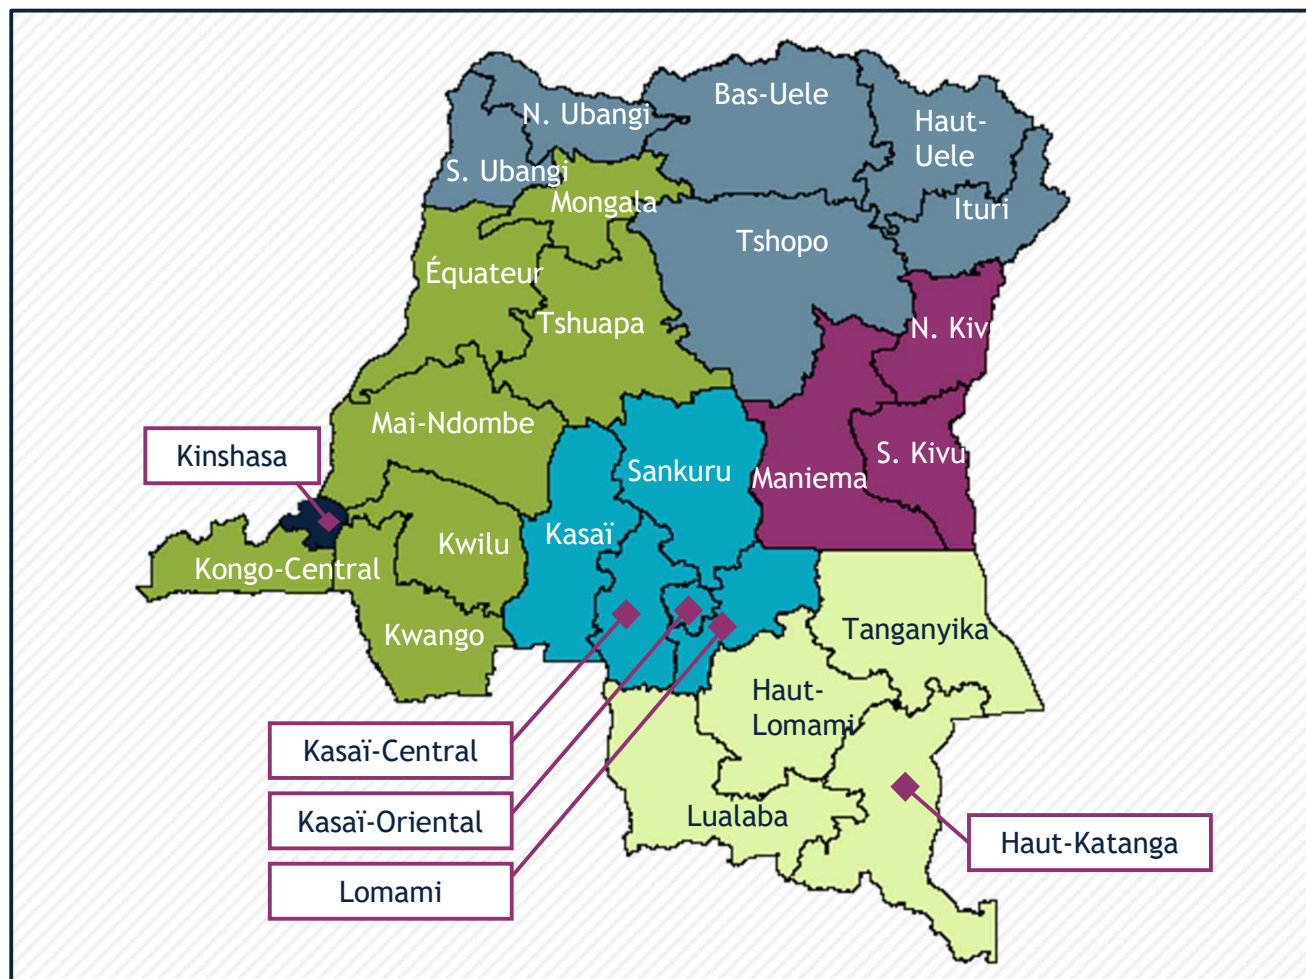 Bas-Uele
N. Ubangi
Haut-
Uele
S. Ubangi
Mongala
Ituri
Tshopo
Équateur
Tshuapa
N. Kivu
Mai-Ndombe
Kinshasa
Sankuru
S. Kivu
Maniema
Kasaï
Kwilu
Kongo-Central
Kwango
Tanganyika
Haut-
Lomami
Kasaï-Central
Kasaï-Oriental
Lualaba
Haut-Katanga
Lomami